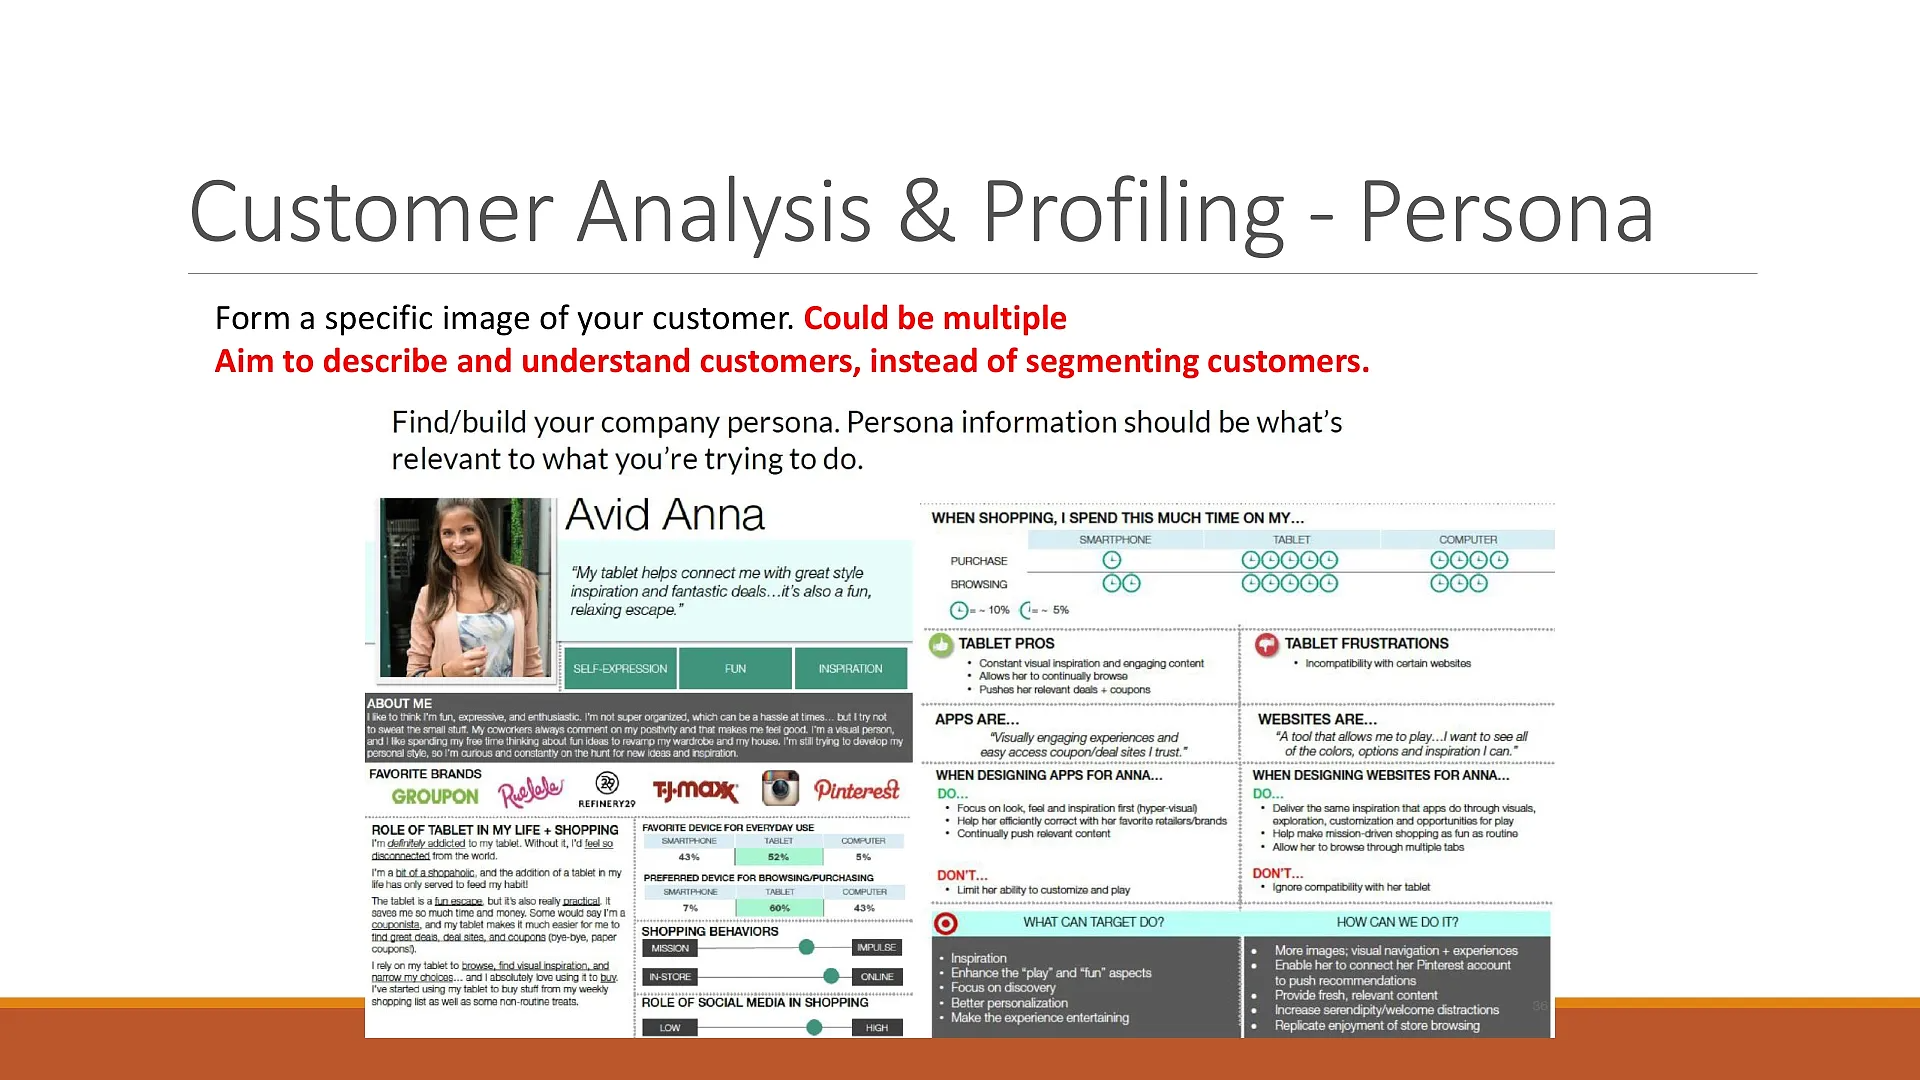 Customer Analysis & Profiling - Persona
Form a specific image of your customer. Could be multiple
Aim to describe and understand customers, instead of segmenting customers.
Find/build your company persona. Persona information should be what's
relevant to what you're trying to do.
Avid Anna
"My tablet helps connect me with great style
inspiration and fantastic deals…it's also a fun,
relaxing escape."
SELF-EXPRESSION
FUN
INSPIRATION
ABOUT ME
I like to think I'm fun, expressive, and enthusiastic. I'm not super organized, which can be a hassle at times… but I try not
to sweat the small stuff. My coworkers always comment on my positivity and that makes me feel good. I'm a visual person,
and I like spending my free time thinking about fun ideas to revamp my wardrobe and my house. I'm still trying to develop my
personal style, so I'm curious and constantly on the hunt for new ideas and inspiration.
FAVORITE BRANDS
GROUPON
Ruelala
R29
REFINERY29
T.J.maxx
Pinterest
ROLE OF TABLET IN MY LIFE + SHOPPING
I'm definitely addicted to my tablet. Without it, I'd feel so
disconnected from the world.
I'm a bit of a shopaholic, and the addition of a tablet in my
life has only served to feed my habit!
The tablet is a fun escape, but it's also really practical. It
saves me so much time and money. Some would say I'm a
couponista, and my tablet makes it much easier for me to
find great deals, deal sites, and coupons (bye-bye, paper
coupons!).
I rely on my tablet to browse, find visual inspiration, and
narrow my choices… and I absolutely love using it to buy.
I've started using my tablet to buy stuff from my weekly
shopping list as well as some non-routine treats.
FAVORITE DEVICE FOR EVERYDAY USE
SMARTPHONE TABLET COMPUTER
43% 52% 5%
PREFERRED DEVICE FOR BROWSING/PURCHASING
SMARTPHONE TABLET COMPUTER
7% 60% 43%
SHOPPING BEHAVIORS
MISSION IMPULSE
IN-STORE ONLINE
ROLE OF SOCIAL MEDIA IN SHOPPING
LOW HIGH
WHEN SHOPPING, I SPEND THIS MUCH TIME ON MY…
SMARTPHONE TABLET COMPUTER
PURCHASE
BROWSING
= ~ 10% = ~ 5%
TABLET PROS
• Constant visual inspiration and engaging content
• Allows her to continually browse
• Pushes her relevant deals + coupons
TABLET FRUSTRATIONS
• Incompatibility with certain websites
APPS ARE…
"Visually engaging experiences and
easy access coupon/deal sites I trust."
WEBSITES ARE…
"A tool that allows me to play…I want to see all
of the colors, options and inspiration I can."
WHEN DESIGNING APPS FOR ANNA…
DO…
• Focus on look, feel and inspiration first (hyper-visual)
• Help her efficiently correct with her favorite retailers/brands
• Continually push relevant content
DON'T…
• Limit her ability to customize and play
WHEN DESIGNING WEBSITES FOR ANNA…
DO…
• Deliver the same inspiration that apps do through visuals,
exploration, customization and opportunities for play
• Help make mission-driven shopping as fun as routine
• Allow her to browse through multiple tabs
DON'T…
• Ignore compatibility with her tablet
WHAT CAN TARGET DO?
• Inspiration
• Enhance the "play" and "fun" aspects
• Focus on discovery
• Better personalization
• Make the experience entertaining
HOW CAN WE DO IT?
• More images; visual navigation + experiences
• Enable her to connect her Pinterest account
to push recommendations
• Provide fresh, relevant content
• Increase serendipity/welcome distractions
• Replicate enjoyment of store browsing
36